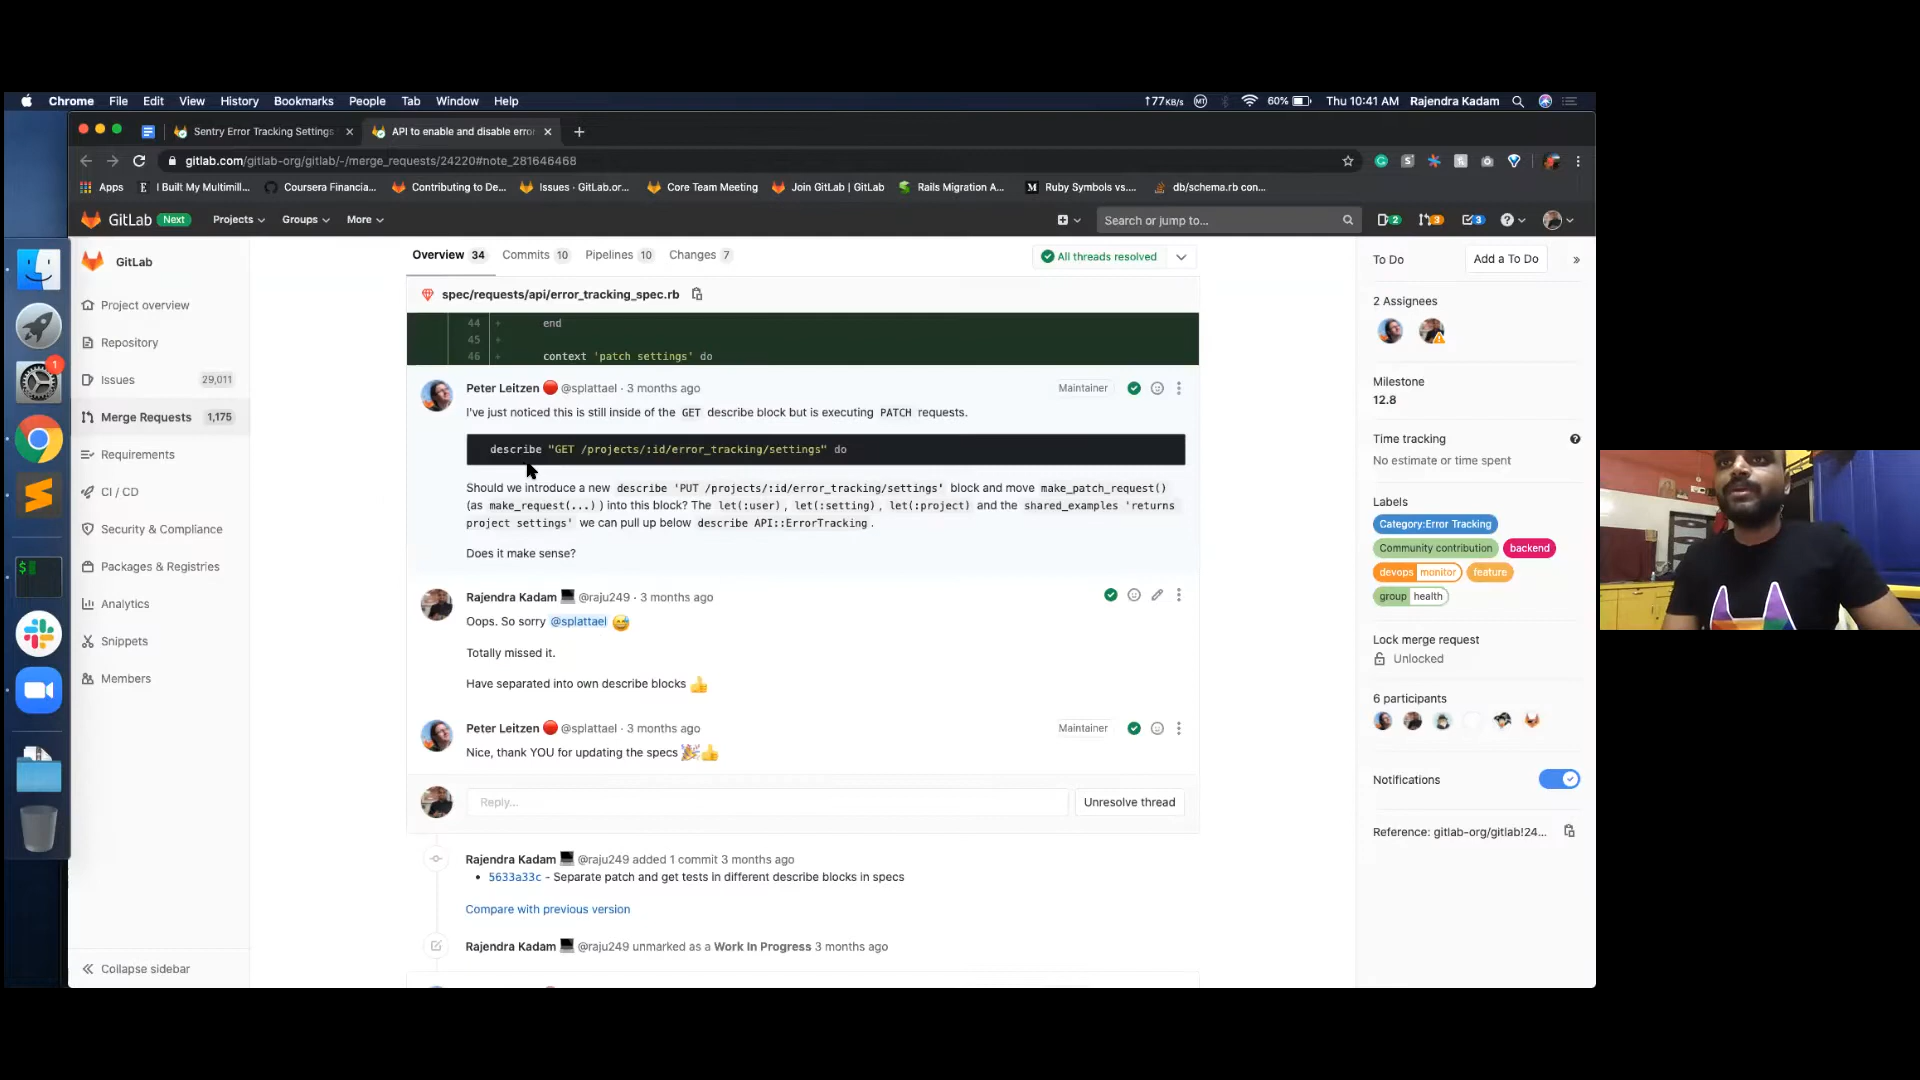 Chrome File Edit View History Bookmarks People Tab Window Help
↑77KB/s 60% Thu 10:41 AM Rajendra Kadam
Sentry Error Tracking Settings
API to enable and disable erro
gitlab.com/gitlab-org/gitlab/-/merge_requests/24220#note_281646468
Apps
I Built My Multimill...
Coursera Financia...
Contributing to De...
Issues · GitLab.or...
Core Team Meeting
Join GitLab | GitLab
Rails Migration A...
Ruby Symbols vs....
db/schema.rb con...
GitLab Next Projects Groups More
Search or jump to...
2 3 3
GitLab
Project overview
Repository
Issues 29,011
Merge Requests 1,175
Requirements
CI / CD
Security & Compliance
Packages & Registries
Analytics
Snippets
Members
Collapse sidebar
1
Overview 34 Commits 10 Pipelines 10 Changes 7
All threads resolved
spec/requests/api/error_tracking_spec.rb
44 + end
45 +
46 + context 'patch settings' do
Peter Leitzen @splattael · 3 months ago
Maintainer
I've just noticed this is still inside of the GET describe block but is executing PATCH requests.
describe "GET /projects/:id/error_tracking/settings" do
Should we introduce a new describe 'PUT /projects/:id/error_tracking/settings' block and move make_patch_request()
(as make_request(...) ) into this block? The let(:user) , let(:setting) , let(:project) and the shared_examples 'returns
project settings' we can pull up below describe API::ErrorTracking .
Does it make sense?
Rajendra Kadam @raju249 · 3 months ago
Oops. So sorry @splattael
Totally missed it.
Have separated into own describe blocks
Peter Leitzen @splattael · 3 months ago
Maintainer
Nice, thank YOU for updating the specs
Reply...
Unresolve thread
Rajendra Kadam @raju249 added 1 commit 3 months ago
• 5633a33c - Separate patch and get tests in different describe blocks in specs
Compare with previous version
Rajendra Kadam @raju249 unmarked as a Work In Progress 3 months ago
To Do
Add a To Do
2 Assignees
Milestone
12.8
Time tracking
No estimate or time spent
Labels
Category:Error Tracking
Community contribution backend
devops monitor feature
group health
Lock merge request
Unlocked
6 participants
Notifications
Reference: gitlab-org/gitlab!24...